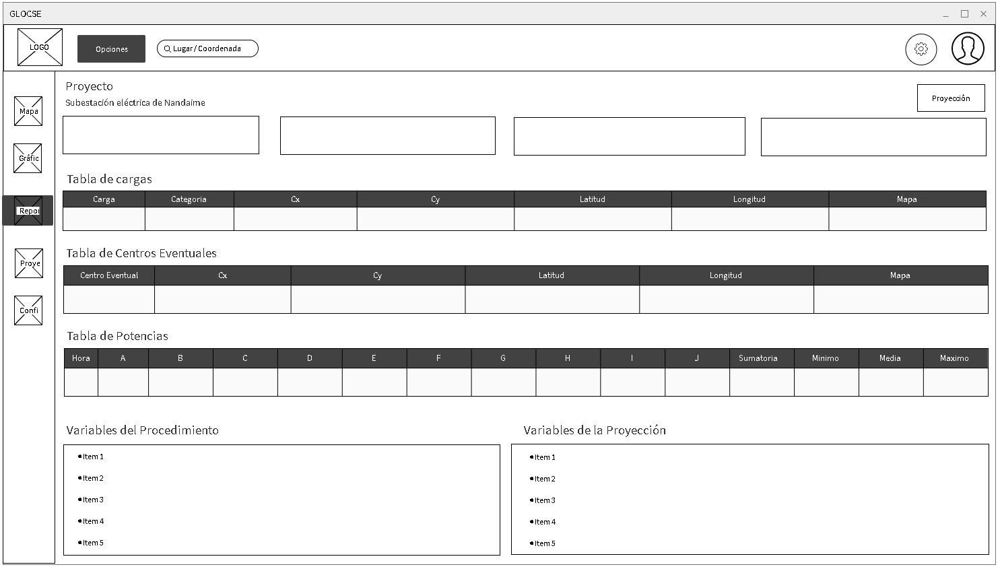 GLOCSE
LOGO
Opciones
Lugar / Coordenada
Mapa
Gráfic
Repoi
Proye
Confi
Proyecto
Subestación eléctrica de Nandaime
Proyección
Tabla de cargas
Carga Categoria Cx Cy Latitud Longitud Mapa
Tabla de Centros Eventuales
Centro Eventual Cx Cy Latitud Longitud Mapa
Tabla de Potencias
Hora A B C D E F G H I J Sumatoria Minimo Media Maximo
Variables del Procedimiento
•Item 1
•Item 2
•Item 3
•Item 4
•Item 5
Variables de la Proyección
•Item 1
•Item 2
•Item 3
•Item 4
•Item 5